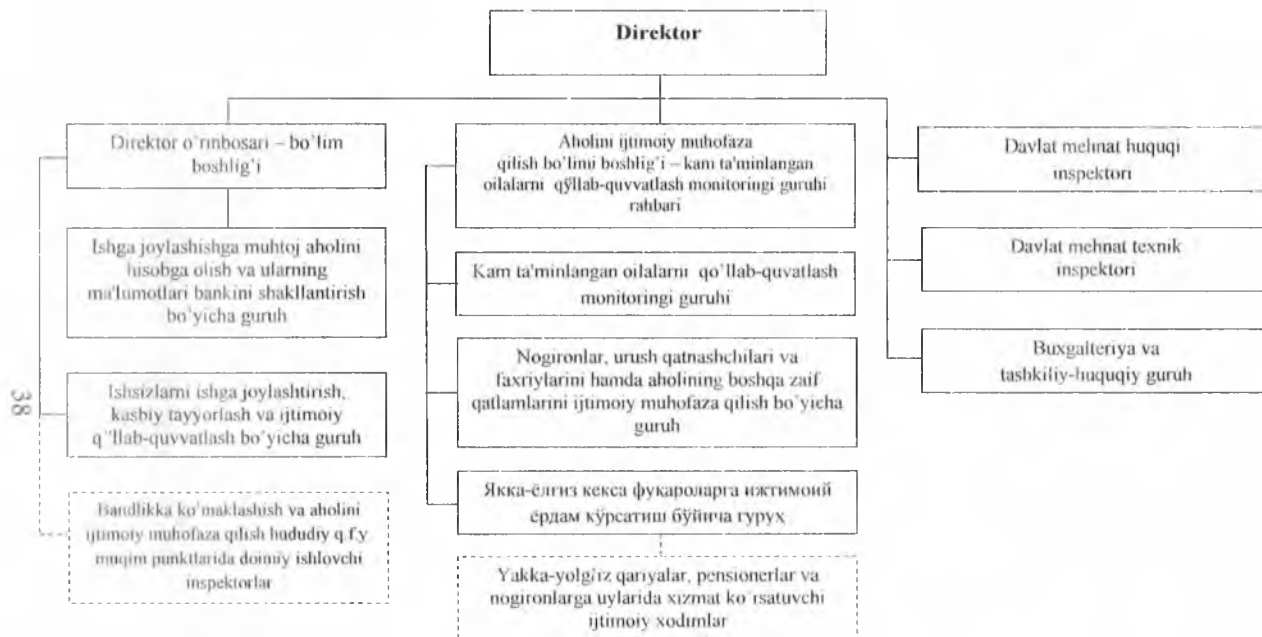 Direktor
Direktor o`rinbosari – bo`lim
boshlig`i
Ishga joylashishga muhtoj aholini
hisobga olish va ularning
ma'lumotlari bankini shakllantirish
bo`yicha guruh
Ishsizlarni ishga joylashtirish,
kasbiy tayyorlash va ijtimoiy
q`'llab-quvvatlash bo`yicha guruh
Bandlikka ko`maklashish va aholini
ijtimoiy muhofaza qilish hududiy q.f.y
muqim punktlarida doimiy ishlovchi
inspektorlar
Aholini ijtimoiy muhofaza
qilish bo`limi boshlig`i – kam ta'minlangan
oilalarni qўllab-quvvatlash monitoringi guruhi
rahbari
Kam ta'minlangan oilalarni qo`llab-quvatlash
monitoringi guruhi
Nogironlar, urush qatnashchilari va
faxriylarini hamda aholining boshqa zaif
qatlamlarini ijtimoiy muhofaza qilish bo`yicha
guruh
Якка-ёлғиз кекса фукароларга ижтимоий
ёрдам кўрсатиш бўйича гуруҳ
Yakka-yolg`iz qariyalar, pensionerlar va
nogironlarga uylarida xizmat ko`rsatuvchi
ijtimoiy xodimlar
Davlat mehnat huquqi
inspektori
Davlat mehnat texnik
inspektori
Buxgalteriya va
tashkiliy-huquqiy guruh
38